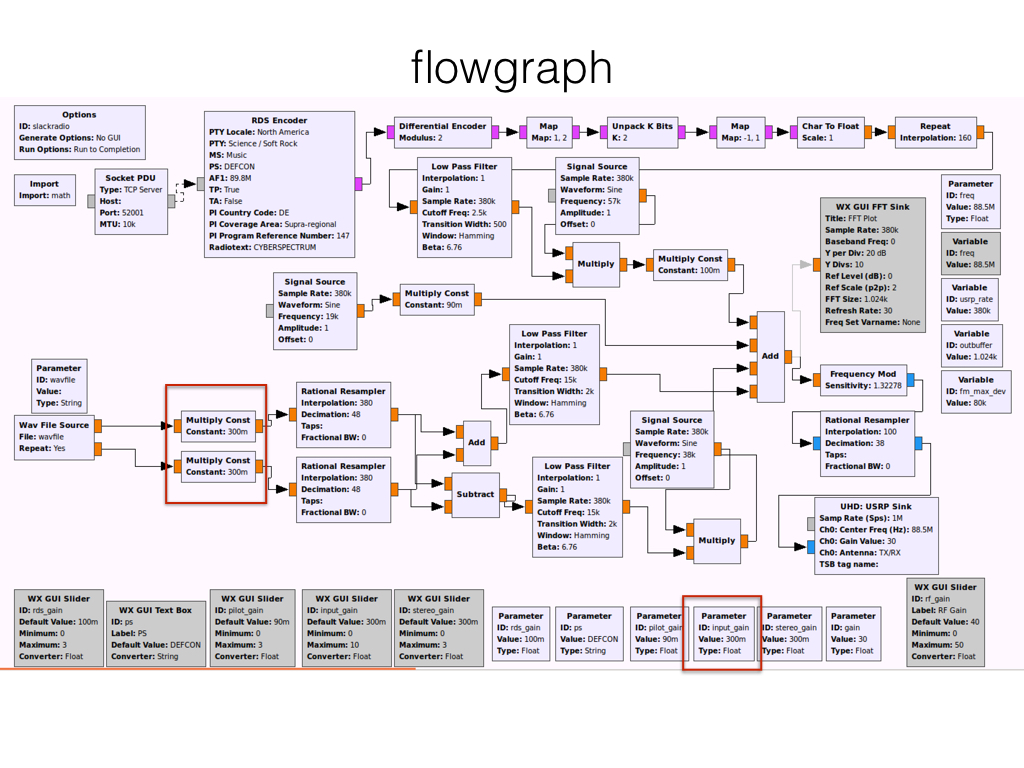 flowgraph
Options
ID: slackradio
Generate Options: No GUI
Run Options: Run to Completion
Import
Import: math
Socket PDU
Type: TCP Server
Host:
Port: 52001
MTU: 10k
RDS Encoder
PTY Locale: North America
PTY: Science / Soft Rock
MS: Music
PS: DEFCON
AF1: 89.8M
TP: True
TA: False
PI Country Code: DE
PI Coverage Area: Supra-regional
PI Program Reference Number: 147
Radiotext: CYBERSPECTRUM
Differential Encoder
Modulus: 2
Map
Map: 1, 2
Unpack K Bits
K: 2
Map
Map: -1, 1
Char To Float
Scale: 1
Repeat
Interpolation: 160
Low Pass Filter
Interpolation: 1
Gain: 1
Sample Rate: 380k
Cutoff Freq: 2.5k
Transition Width: 500
Window: Hamming
Beta: 6.76
Signal Source
Sample Rate: 380k
Waveform: Sine
Frequency: 57k
Amplitude: 1
Offset: 0
Multiply
Multiply Const
Constant: 100m
WX GUI FFT Sink
Title: FFT Plot
Sample Rate: 380k
Baseband Freq: 0
Y per Div: 20 dB
Y Divs: 10
Ref Level (dB): 0
Ref Scale (p2p): 2
FFT Size: 1.024k
Refresh Rate: 30
Freq Set Varname: None
Parameter
ID: freq
Value: 88.5M
Type: Float
Variable
ID: freq
Value: 88.5M
Variable
ID: usrp_rate
Value: 380k
Variable
ID: outbuffer
Value: 1.024k
Variable
ID: fm_max_dev
Value: 80k
Signal Source
Sample Rate: 380k
Waveform: Sine
Frequency: 19k
Amplitude: 1
Offset: 0
Multiply Const
Constant: 90m
Add
Frequency Mod
Sensitivity: 1.32278
Parameter
ID: wavfile
Value:
Type: String
Wav File Source
File: wavfile
Repeat: Yes
Multiply Const
Constant: 300m
Multiply Const
Constant: 300m
Rational Resampler
Interpolation: 380
Decimation: 48
Taps:
Fractional BW: 0
Rational Resampler
Interpolation: 380
Decimation: 48
Taps:
Fractional BW: 0
Add
Subtract
Low Pass Filter
Interpolation: 1
Gain: 1
Sample Rate: 380k
Cutoff Freq: 15k
Transition Width: 2k
Window: Hamming
Beta: 6.76
Low Pass Filter
Interpolation: 1
Gain: 1
Sample Rate: 380k
Cutoff Freq: 15k
Transition Width: 2k
Window: Hamming
Beta: 6.76
Signal Source
Sample Rate: 380k
Waveform: Sine
Frequency: 38k
Amplitude: 1
Offset: 0
Multiply
Rational Resampler
Interpolation: 100
Decimation: 38
Taps:
Fractional BW: 0
UHD: USRP Sink
Samp Rate (Sps): 1M
Ch0: Center Freq (Hz): 88.5M
Ch0: Gain Value: 30
Ch0: Antenna: TX/RX
TSB tag name:
WX GUI Slider
ID: rds_gain
Default Value: 100m
Minimum: 0
Maximum: 3
Converter: Float
WX GUI Text Box
ID: ps
Label: PS
Default Value: DEFCON
Converter: String
WX GUI Slider
ID: pilot_gain
Default Value: 90m
Minimum: 0
Maximum: 3
Converter: Float
WX GUI Slider
ID: input_gain
Default Value: 300m
Minimum: 0
Maximum: 10
Converter: Float
WX GUI Slider
ID: stereo_gain
Default Value: 300m
Minimum: 0
Maximum: 3
Converter: Float
Parameter
ID: rds_gain
Value: 100m
Type: Float
Parameter
ID: ps
Value: DEFCON
Type: String
Parameter
ID: pilot_gain
Value: 90m
Type: Float
Parameter
ID: input_gain
Value: 300m
Type: Float
Parameter
ID: stereo_gain
Value: 300m
Type: Float
Parameter
ID: gain
Value: 30
Type: Float
WX GUI Slider
ID: rf_gain
Label: RF Gain
Default Value: 40
Minimum: 0
Maximum: 50
Converter: Float